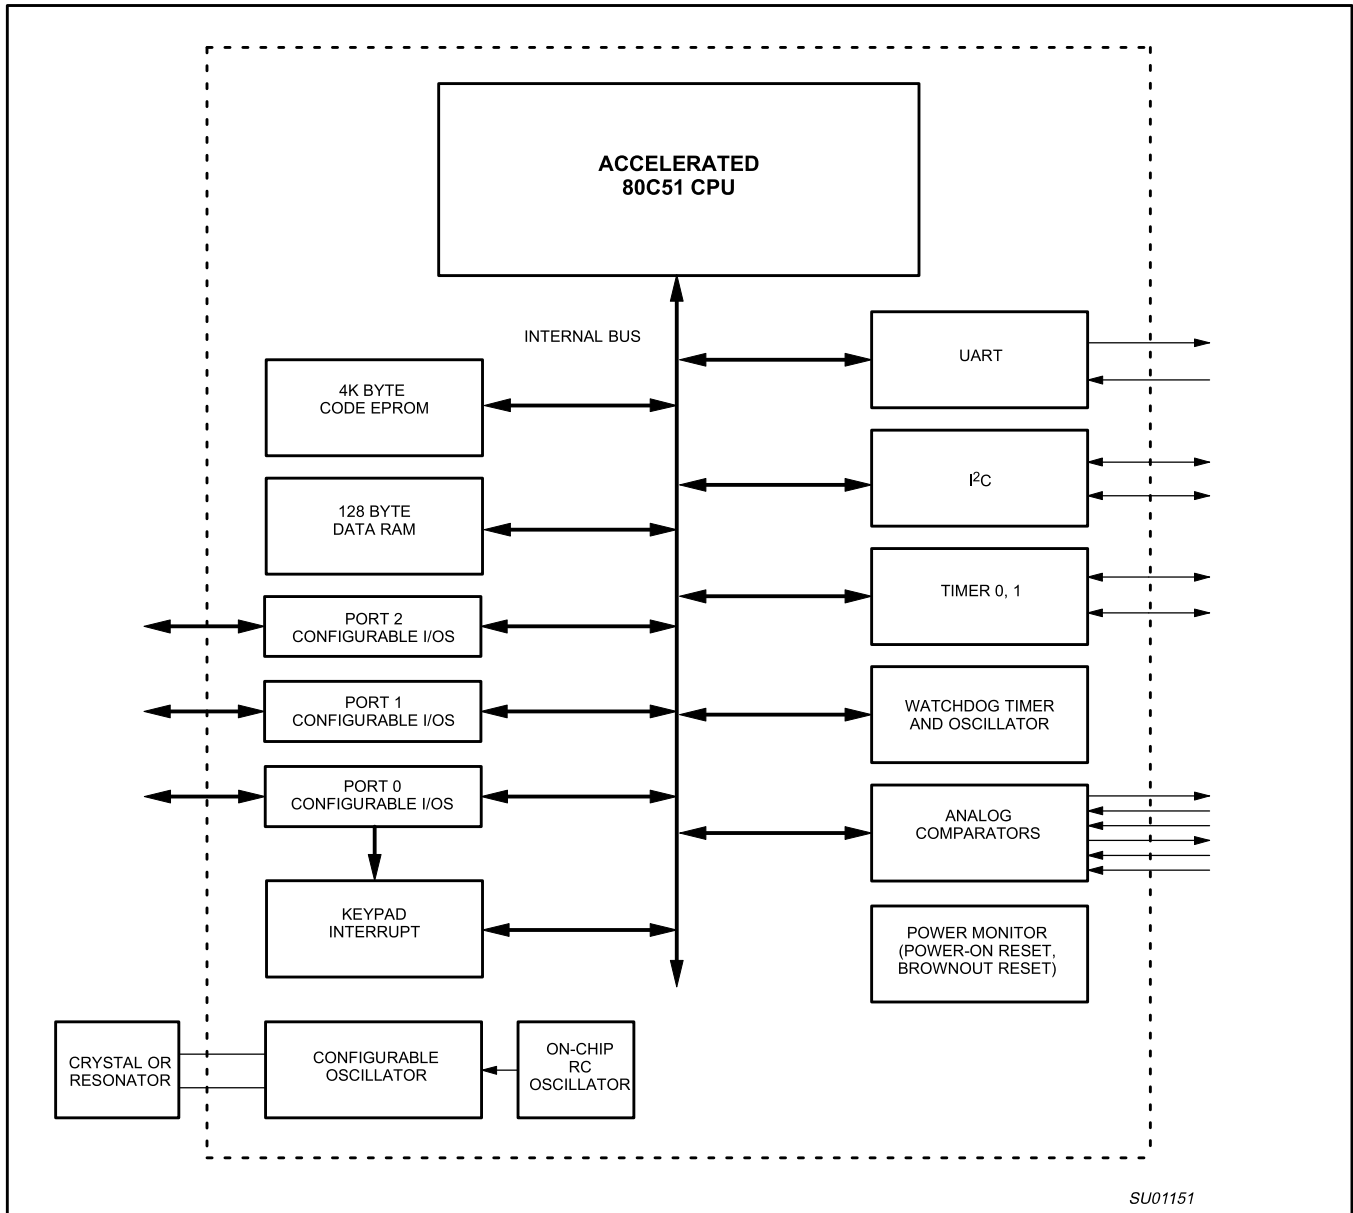 ACCELERATED
80C51 CPU
INTERNAL BUS
4K BYTE
CODE EPROM
128 BYTE
DATA RAM
PORT 2
CONFIGURABLE I/OS
PORT 1
CONFIGURABLE I/OS
PORT 0
CONFIGURABLE I/OS
KEYPAD
INTERRUPT
CRYSTAL OR
RESONATOR
CONFIGURABLE
OSCILLATOR
ON-CHIP
RC
OSCILLATOR
UART
I²C
TIMER 0, 1
WATCHDOG TIMER
AND OSCILLATOR
ANALOG
COMPARATORS
POWER MONITOR
(POWER-ON RESET,
BROWNOUT RESET)
SU01151